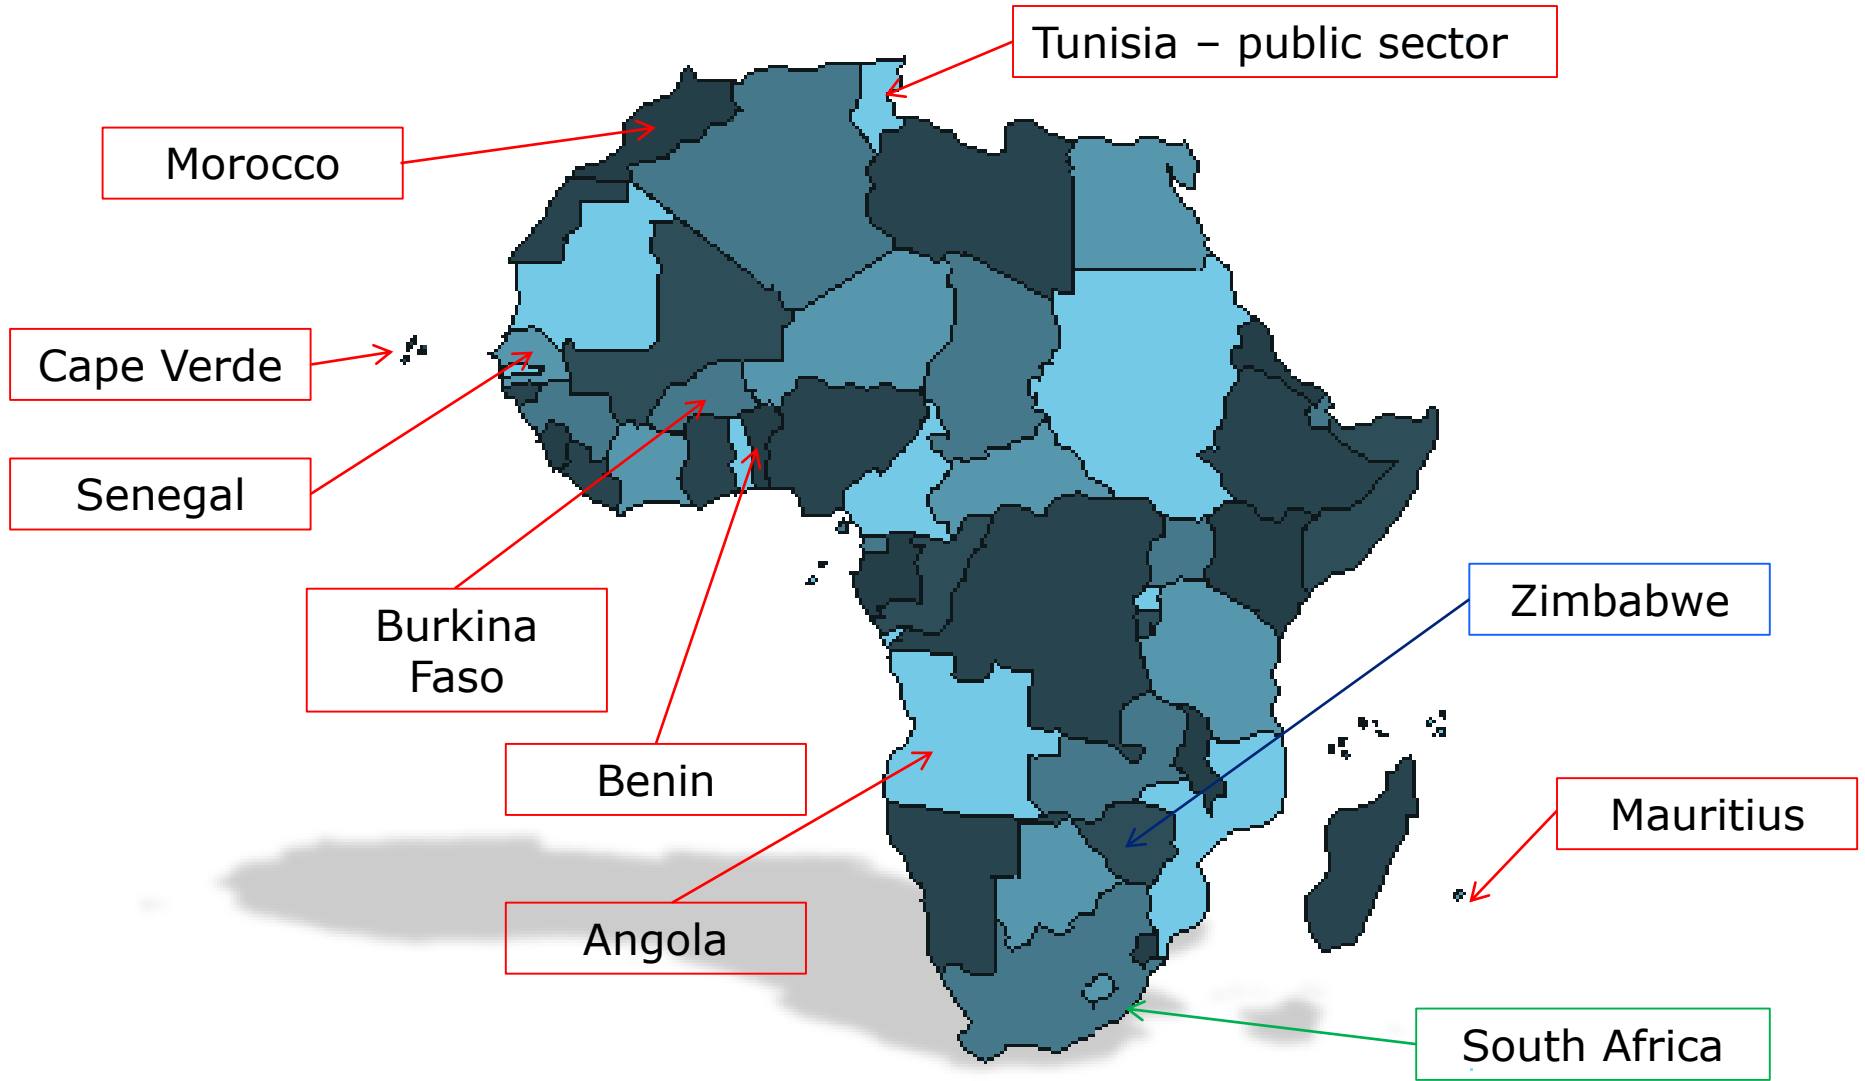 Tunisia – public sector
Morocco
Cape Verde
Senegal
Burkina
Faso
Zimbabwe
Benin
Mauritius
Angola
South Africa